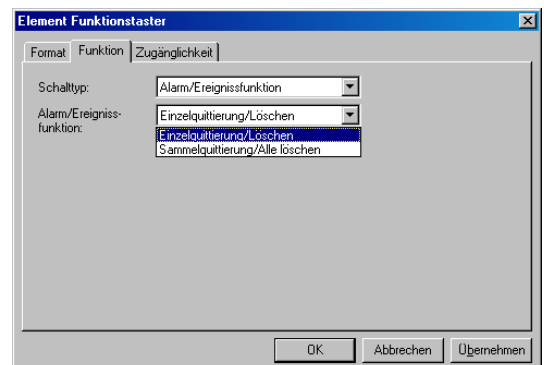 Element Funktionstaster
Format Funktion Zugänglichkeit
Schalttyp: Alarm/Ereignissfunktion
Alarm/Ereigniss- Einzelquittierung/Löschen
funktion:
Einzelquittierung/Löschen
Sammelquittierung/Alle löschen
OK Abbrechen Übernehmen